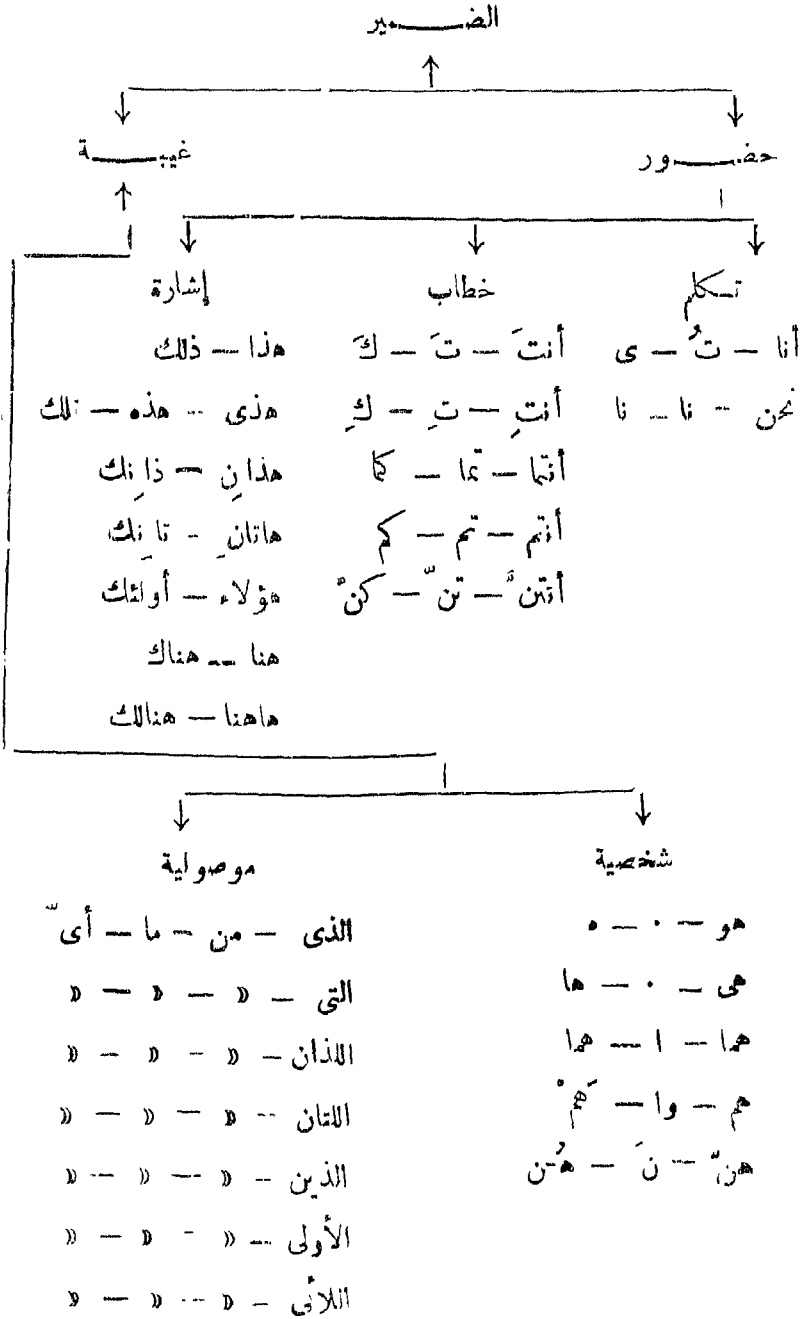 الضمير
حضور
غيبة
تكلم
خطاب
إشارة
أنا – تُ – ى
أنتَ – تَ – كَ
هذا – ذلك
نحن – نا – نا
أنتِ – تِ – كِ
هذى – هذه – تلك
أنتما – تما – كما
هذانِ – ذانِك
أنتم – تم – كم
هاتانِ – تانِك
أنتنَّ – تنّ – كنّ
هؤلاء – أولئك
هنا – هناك
هاهنا – هنالك
شخصية
موصولية
هو – ٠ – ه
الذى – من – ما – أىّ
هى – ٠ – ها
التى – » – » – »
هما – ا – هما
اللذان – » – » – »
هم – وا – هم
اللتان – » – » – »
هنّ – نَ – هُن
الذين – » – » – »
الأولى – » – » – »
اللائى – » – » – »